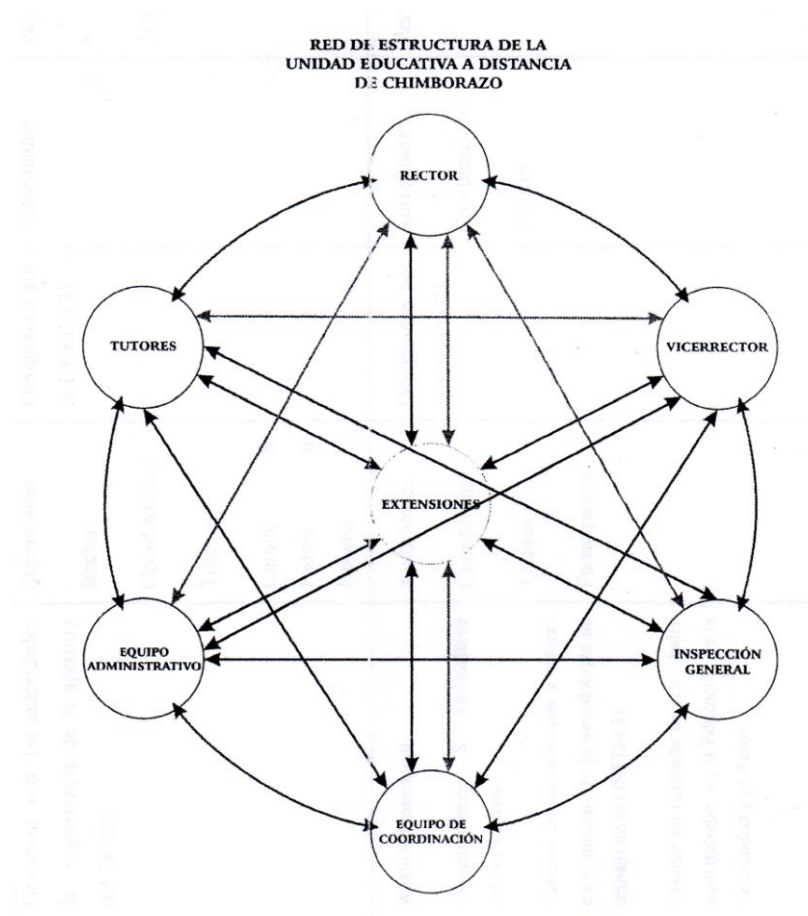 RED DE ESTRUCTURA DE LA
UNIDAD EDUCATIVA A DISTANCIA
DE CHIMBORAZO
RECTOR
TUTORES
VICERRECTOR
EXTENSIONES
EQUIPO
ADMINISTRATIVO
INSPECCIÓN
GENERAL
EQUIPO DE
COORDINACIÓN